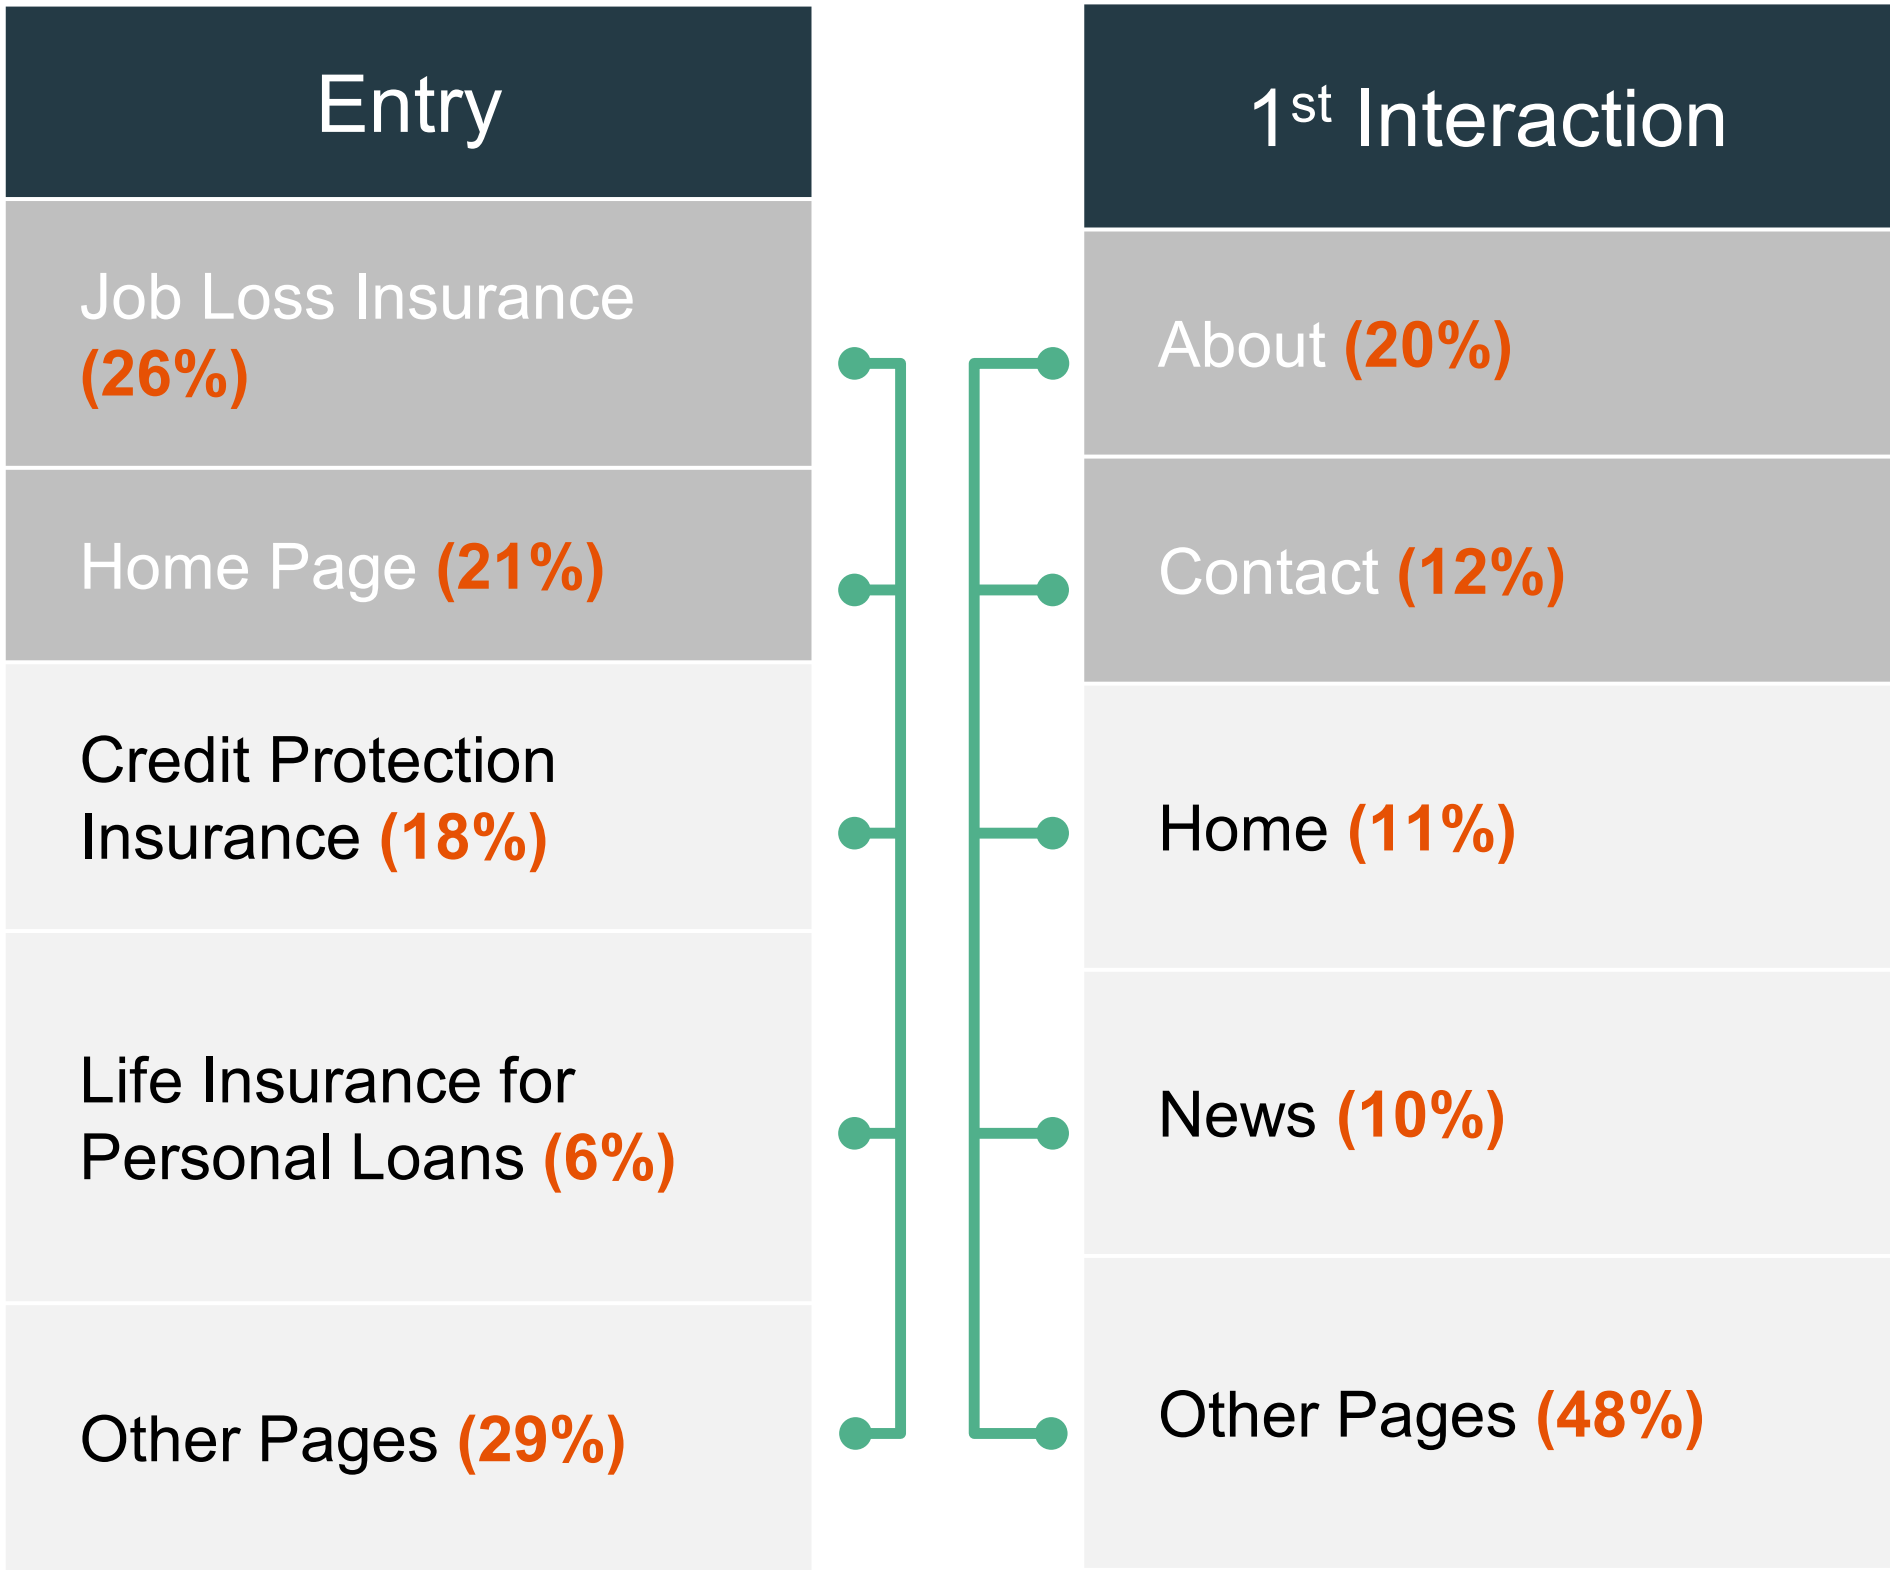 Entry
Job Loss Insurance
(26%)
Home Page (21%)
Credit Protection
Insurance (18%)
Life Insurance for
Personal Loans (6%)
Other Pages (29%)
1st Interaction
About (20%)
Contact (12%)
Home (11%)
News (10%)
Other Pages (48%)